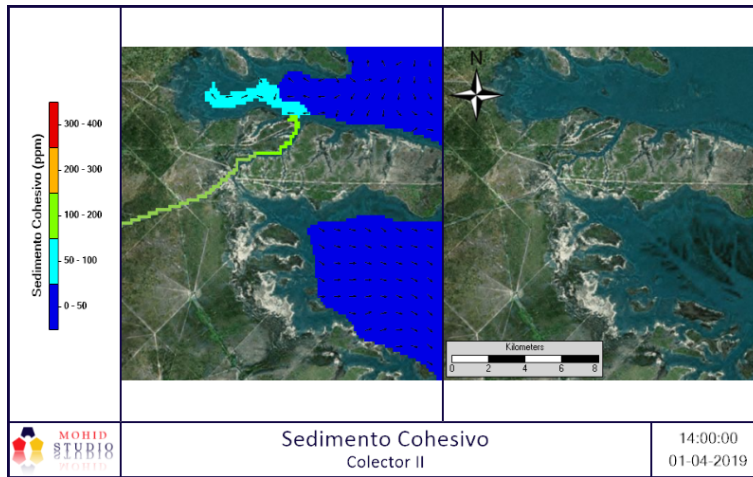 Sedimento Cohesivo (ppm)
300 - 400
200 - 300
100 - 200
50 - 100
0 - 50
N
Kilometers
0 2 4 6 8
MOHID
STUDIO
Sedimento Cohesivo
Colector II
14:00:00
01-04-2019